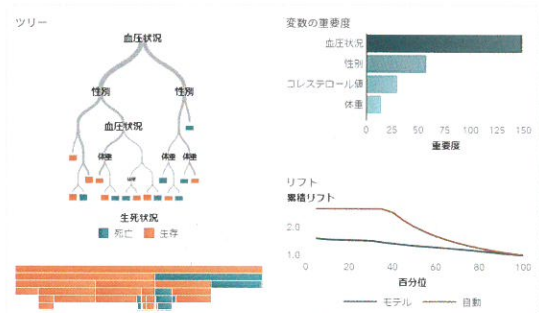 ツリー
血圧状況
性別
性別
血圧状況
体重
体重
体重
生死状況
死亡
生存
変数の重要度
血圧状況
性別
コレステロール値
体重
0 25 50 75 100 125 150
重要度
リフト
累積リフト
2.0
1.0
0 20 40 60 80 100
百分位
モデル
自動